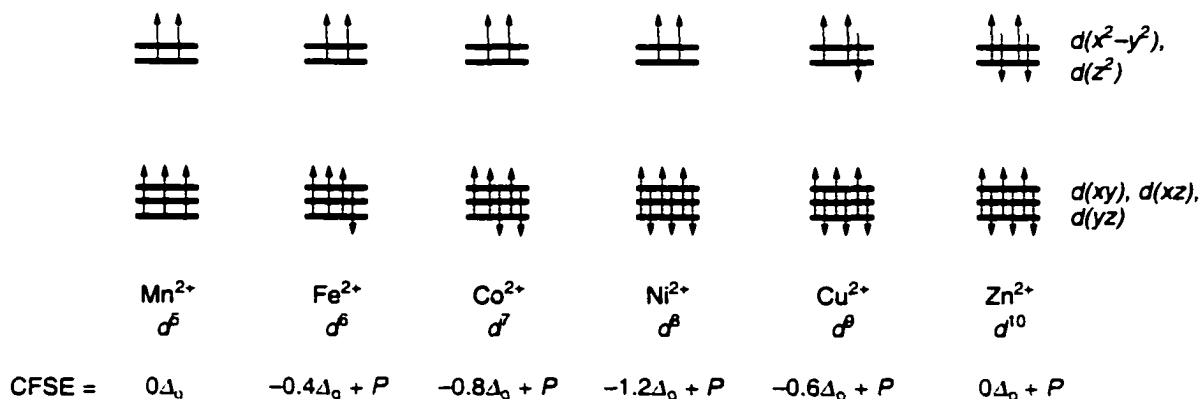 d(x²–y²),
d(z²)
d(xy), d(xz),
d(yz)
Mn²⁺ Fe²⁺ Co²⁺ Ni²⁺ Cu²⁺ Zn²⁺
d⁵ d⁶ d⁷ d⁸ d⁹ d¹⁰
CFSE = 0Δₒ –0.4Δₒ + P –0.8Δₒ + P –1.2Δₒ + P –0.6Δₒ + P 0Δₒ + P